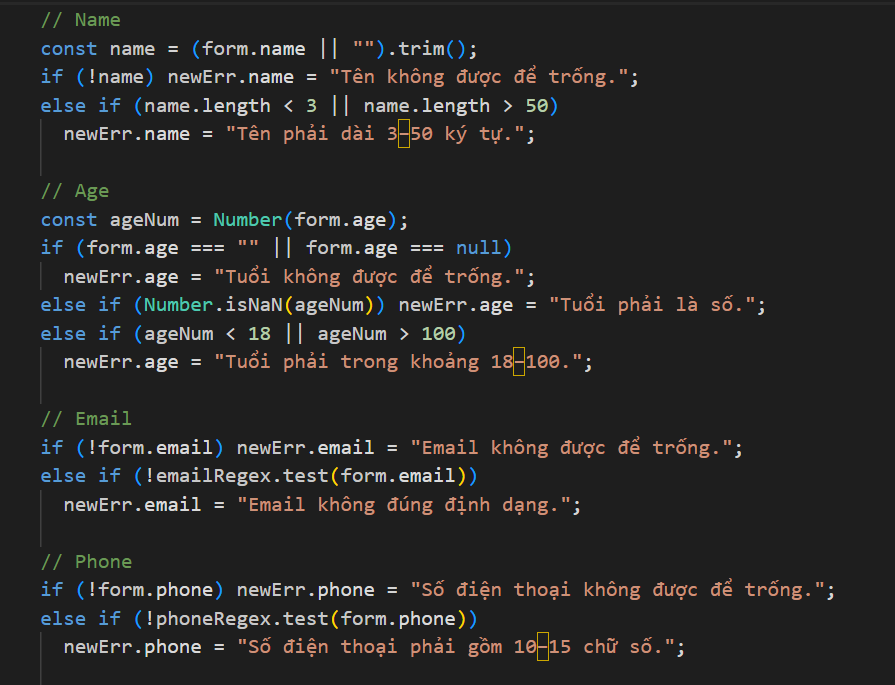 // Name
const name = (form.name || "").trim();
if (!name) newErr.name = "Tên không được để trống.";
else if (name.length < 3 || name.length > 50)
  newErr.name = "Tên phải dài 3–50 ký tự.";
// Age
const ageNum = Number(form.age);
if (form.age === "" || form.age === null)
  newErr.age = "Tuổi không được để trống.";
else if (Number.isNaN(ageNum)) newErr.age = "Tuổi phải là số.";
else if (ageNum < 18 || ageNum > 100)
  newErr.age = "Tuổi phải trong khoảng 18–100.";
// Email
if (!form.email) newErr.email = "Email không được để trống.";
else if (!emailRegex.test(form.email))
  newErr.email = "Email không đúng định dạng.";
// Phone
if (!form.phone) newErr.phone = "Số điện thoại không được để trống.";
else if (!phoneRegex.test(form.phone))
  newErr.phone = "Số điện thoại phải gồm 10–15 chữ số.";